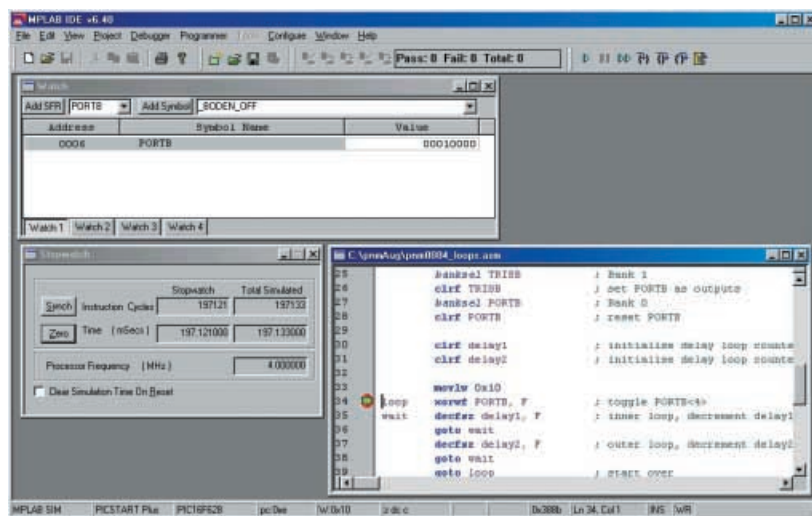 MPLAB IDE v6.40
File Edit View Project Debugger Programmer Configure Window Help
Pass: 0 Fail: 0 Total: 0
Watch
Add SFR PORTB Add Symbol _BODEN_OFF
Address Symbol Name Value
0006 PORTB 00010000
Watch 1 Watch 2 Watch 3 Watch 4
Stopwatch
Stopwatch Total Simulated
Synch Instruction Cycles 197121 197133
Zero Time (mSecs) 197.121000 197.133000
Processor Frequency (MHz) 4.000000
Clear Simulation Time On Reset
25 banksel TRISB ; Bank 1
26 clrf TRISB ; set PORTB as outputs
27 banksel PORTB ; Bank 0
28 clrf PORTB ; reset PORTB
29
30 clrf delay1 ; initialise delay loop counte
31 clrf delay2 ; initialise delay loop counte
32
33 movlw 0x10
34 loop xorwf PORTB, F ; toggle PORTB<4>
35 wait decfsz delay1, F ; inner loop, decrement delay1
36 goto wait
37 decfsz delay2, F ; outer loop, decrement delay2
38 goto wait
39 goto loop ; start over
MPLAB SIM PICSTART Plus PIC16F628 pc:0xe W:0x10 z dc c Ln 34, Col 1 INS WR